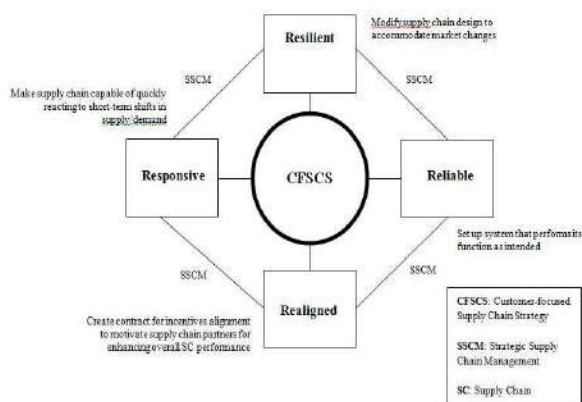 Resilient
Modify supply chain design to
accommodate market changes
SSCM
SSCM
Make supply chain capable of quickly
reacting to short-term shifts in
supply/demand
Responsive
CFSCS
Reliable
Set up system that performs its
function as intended
SSCM
SSCM
Realigned
Create contract for incentives alignment
to motivate supply chain partners for
enhancing overall SC performance
CFSCS: Customer-focused
Supply Chain Strategy
SSCM: Strategic Supply
Chain Management
SC: Supply Chain